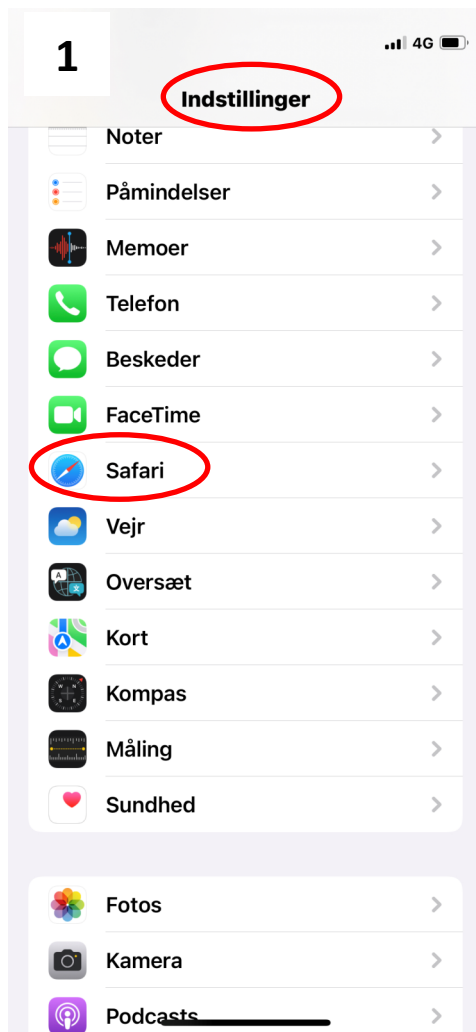 1
4G
Indstillinger
Noter
Påmindelser
Memoer
Telefon
Beskeder
FaceTime
Safari
Vejr
Oversæt
Kort
Kompas
Måling
Sundhed
Fotos
Kamera
Podcasts